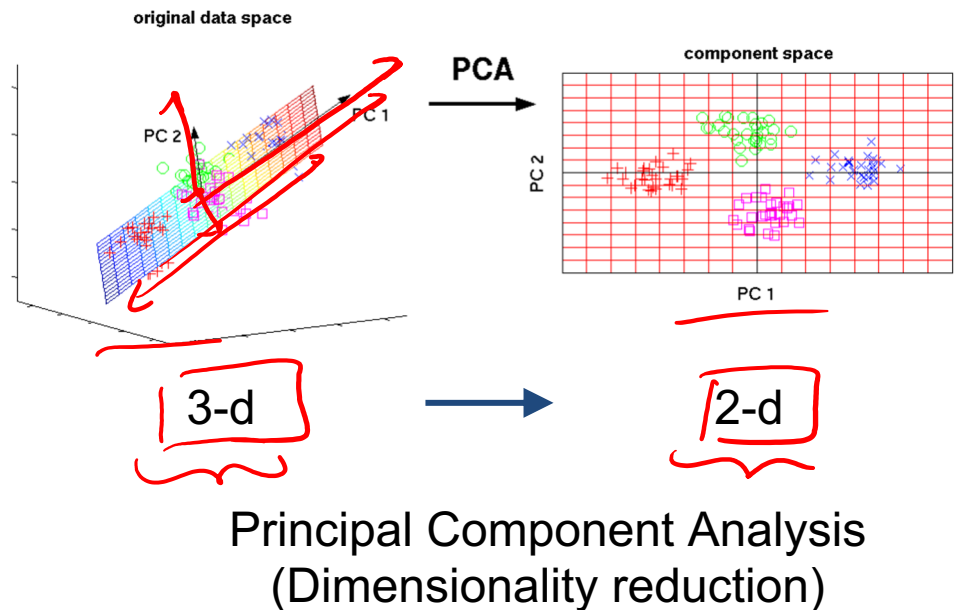 original data space
PCA
component space
PC 2
PC 1
PC 2
PC 1
3-d
2-d
Principal Component Analysis
(Dimensionality reduction)